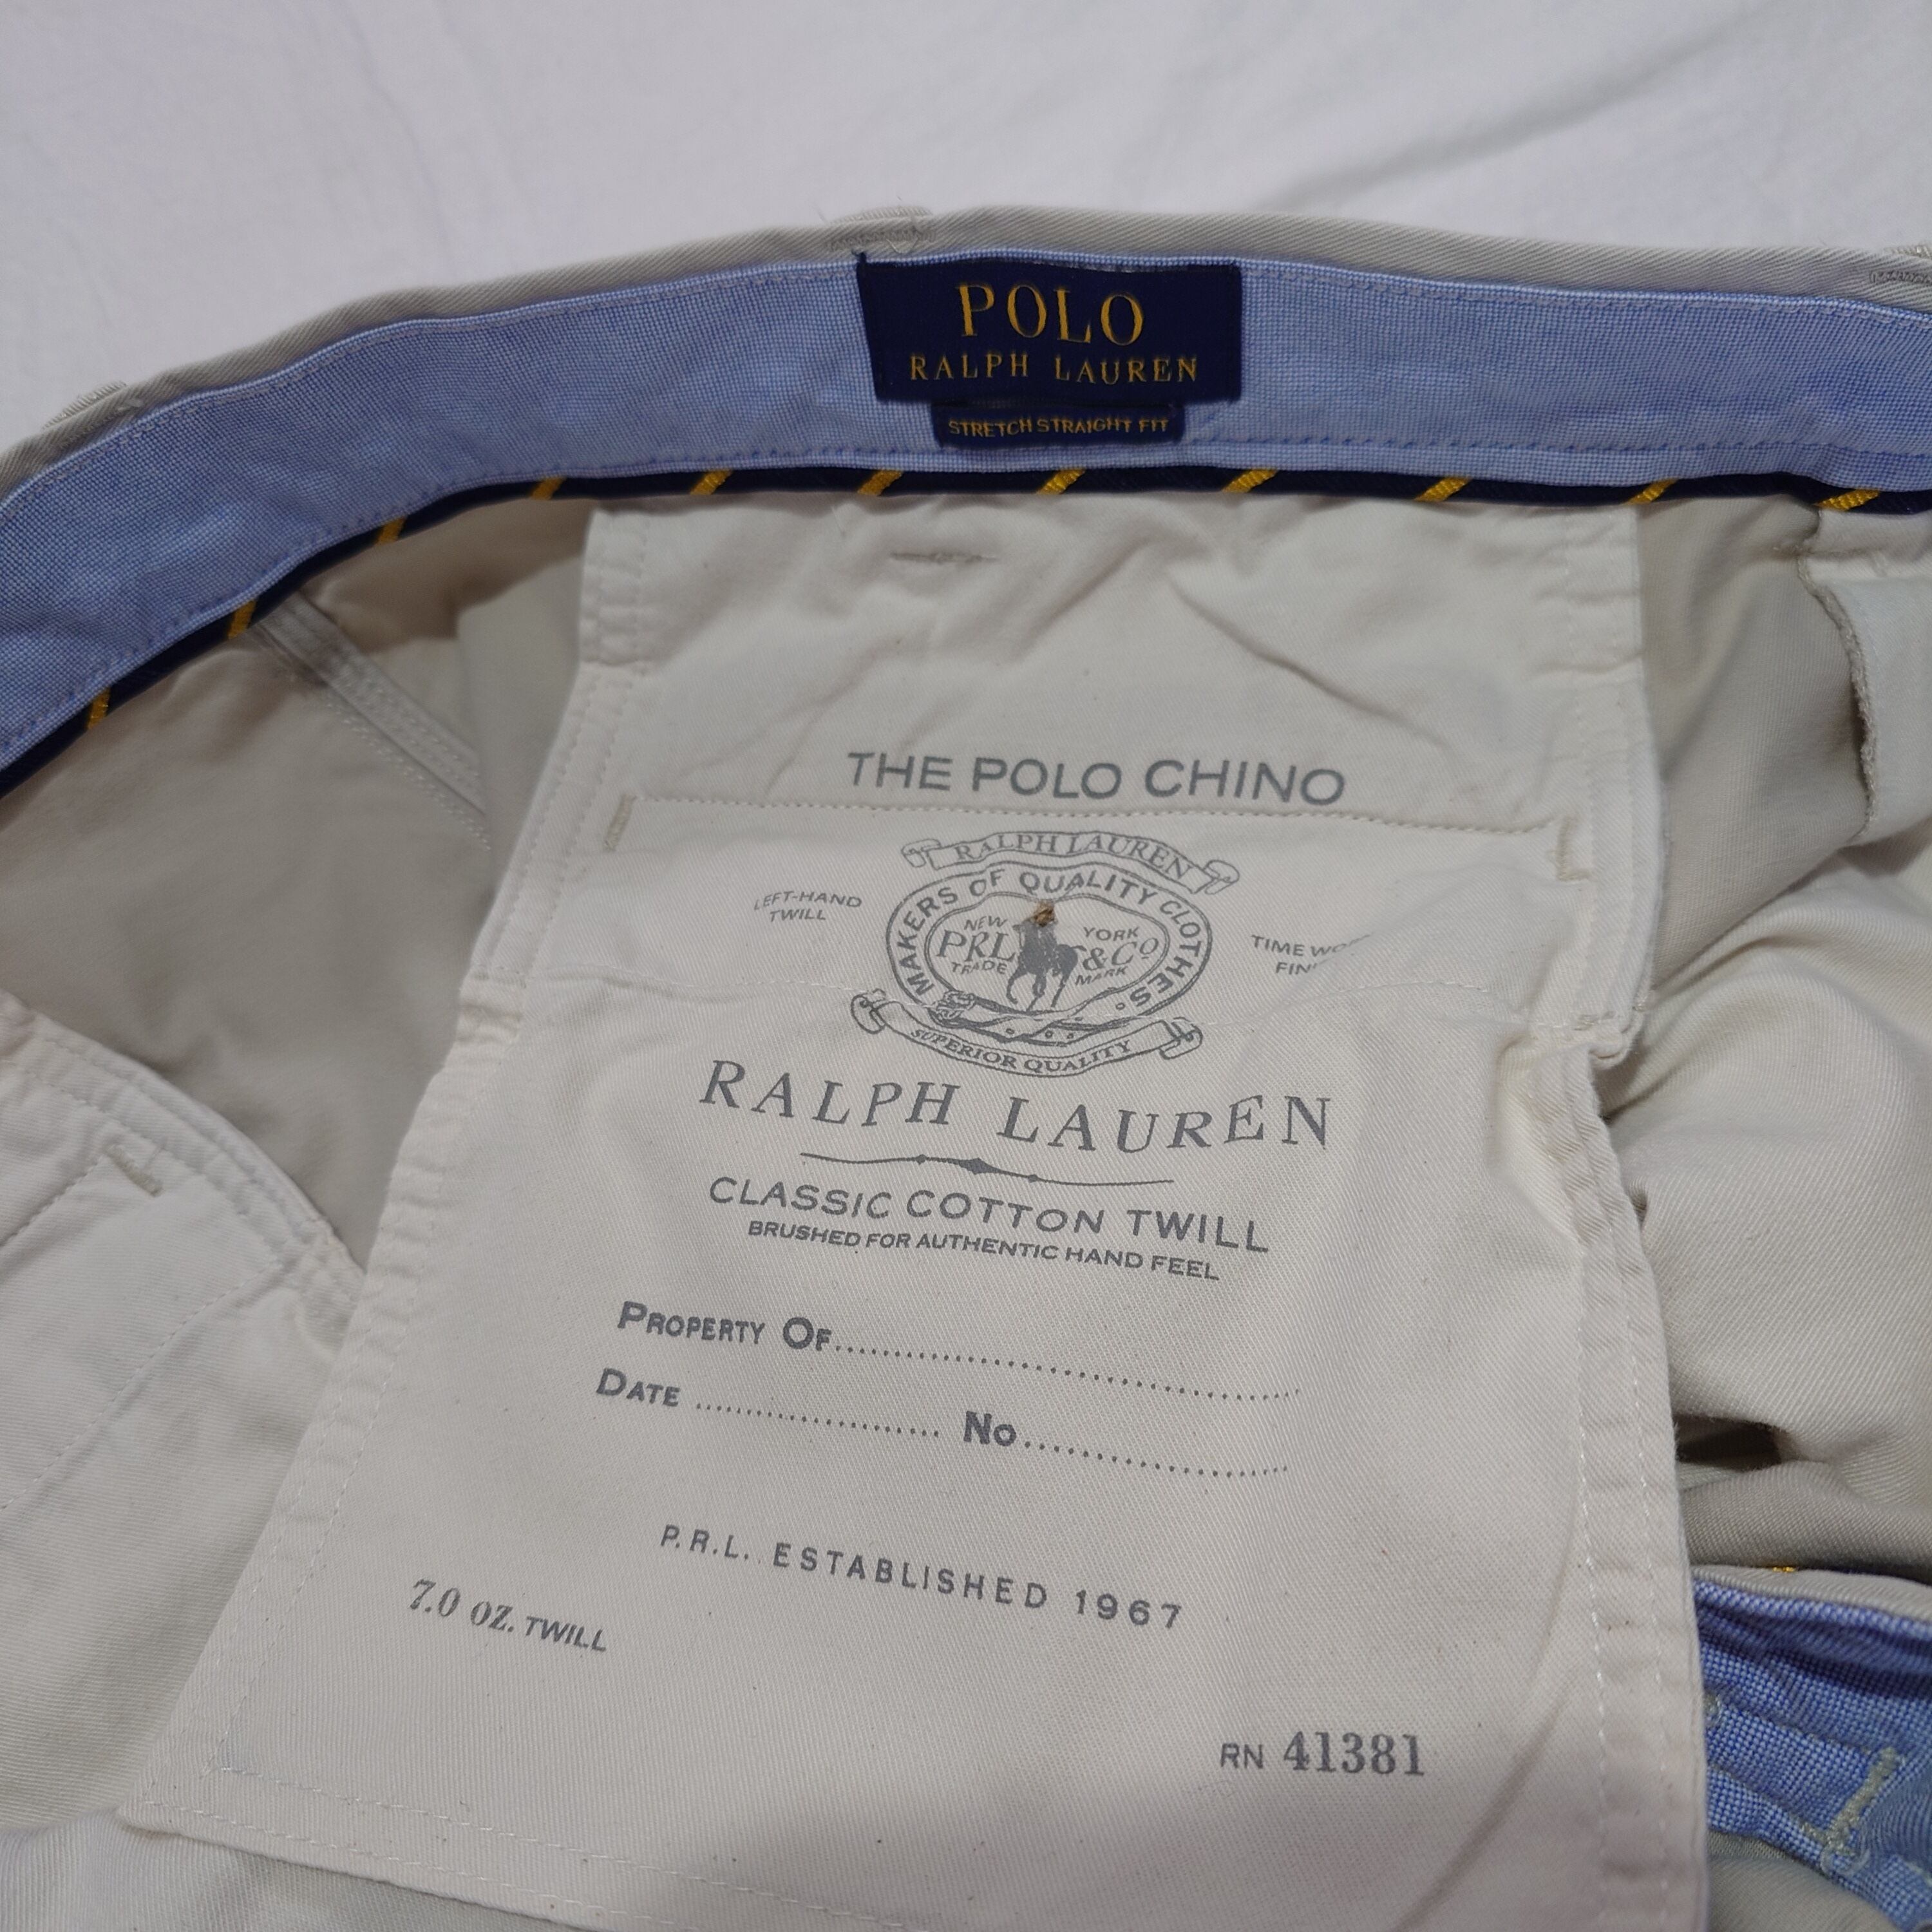 POLO
RALPH LAUREN
STRETCH STRAIGHT FIT
THE POLO CHINO
RALPH LAUREN
MAKERS OF QUALITY CLOTHES
LEFT-HAND
TWILL
NEW YORK
PRL &CO
TRADE MARK
TIME
SUPERIOR QUALITY
RALPH LAUREN
CLASSIC COTTON TWILL
BRUSHED FOR AUTHENTIC HAND FEEL
PROPERTY OF
DATE NO
P.R.L. ESTABLISHED 1967
7.0 OZ. TWILL
RN 41381